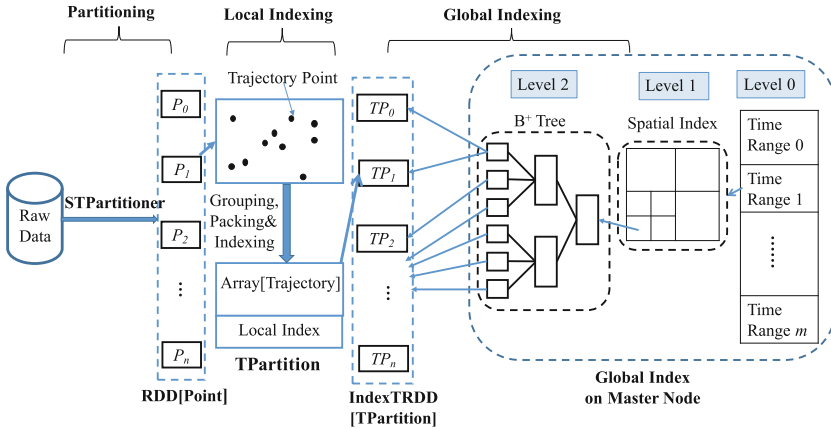 Partitioning
Local Indexing
Global Indexing
Trajectory Point
Level 2
Level 1
Level 0
B+ Tree
Spatial Index
P0
P1
P2
⋮
Pn
TP0
TP1
TP2
⋮
TPn
Time
Range 0
Time
Range 1
⋮
Time
Range m
Raw
Data
STPartitioner
Grouping,
Packing&
Indexing
Array[Trajectory]
Local Index
TPartition
RDD[Point]
IndexTRDD
[TPartition]
Global Index
on Master Node